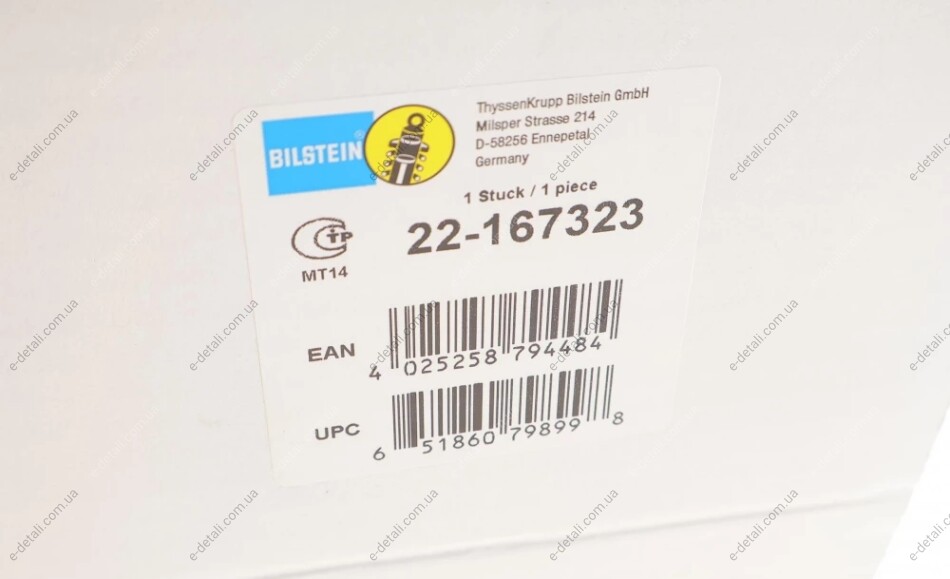 ThyssenKrupp Bilstein GmbH
Milsper Strasse 214
D-58256 Ennepetal
Germany
BILSTEIN®
1 Stuck / 1 piece
22-167323
СТР
MT14
EAN
4 025258 794484
UPC
6 51860 79899 8
e-detali.com.ua